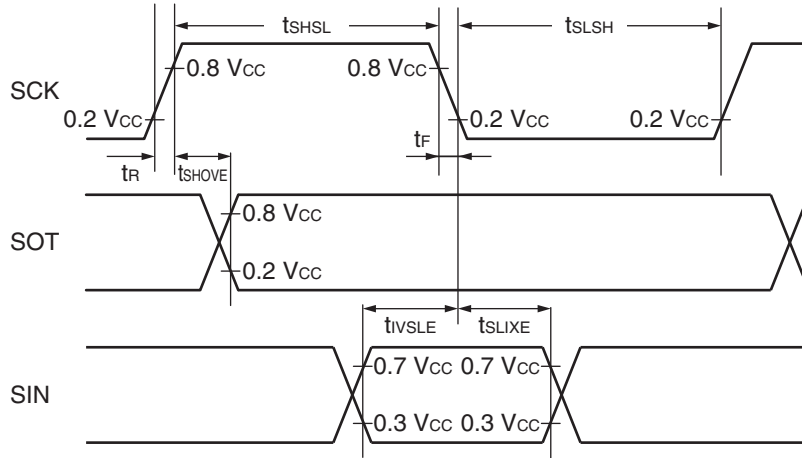 tSHSL tSLSH
SCK
0.8 VCC 0.8 VCC
0.2 VCC 0.2 VCC 0.2 VCC
tR tSHOVE tF
SOT
0.8 VCC
0.2 VCC
tIVSLE tSLIXE
SIN
0.7 VCC 0.7 VCC
0.3 VCC 0.3 VCC